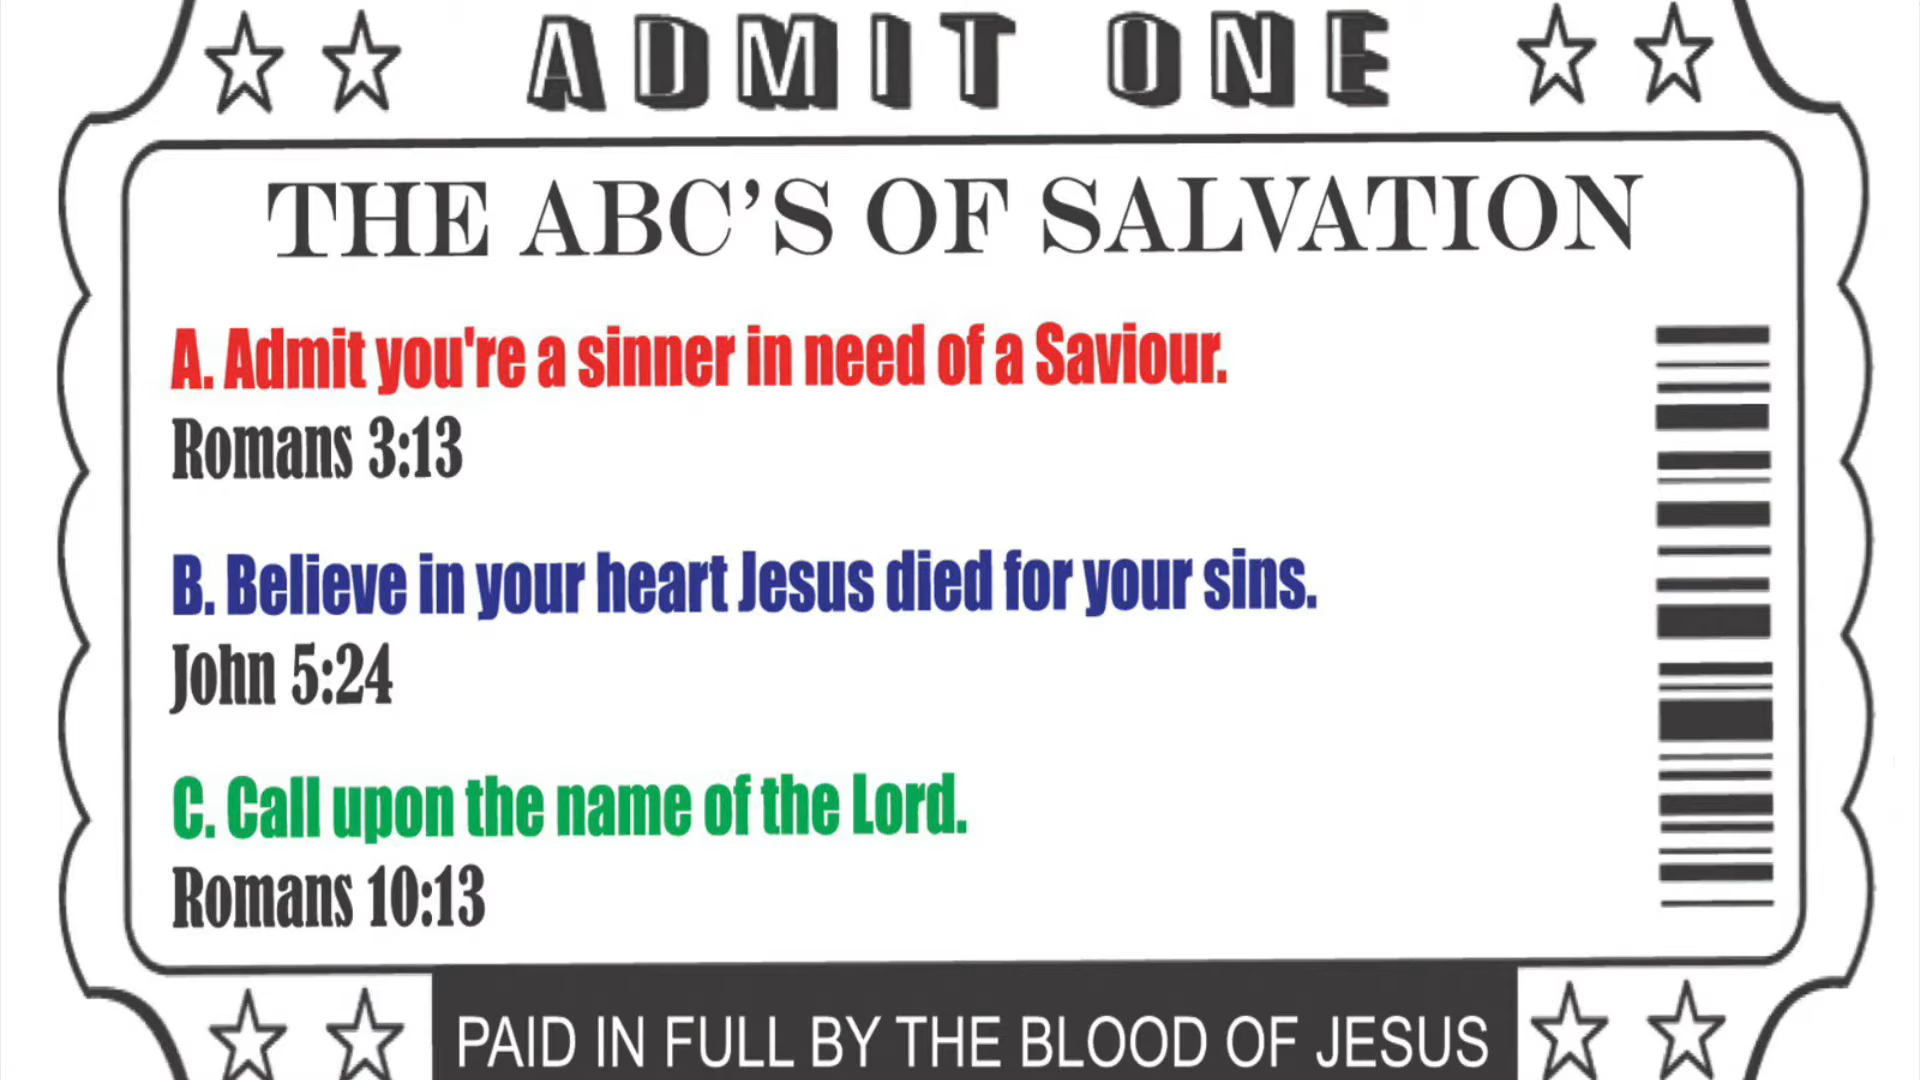 ADMIT ONE
THE ABC’S OF SALVATION
A. Admit you're a sinner in need of a Saviour.
Romans 3:13
B. Believe in your heart Jesus died for your sins.
John 5:24
C. Call upon the name of the Lord.
Romans 10:13
PAID IN FULL BY THE BLOOD OF JESUS